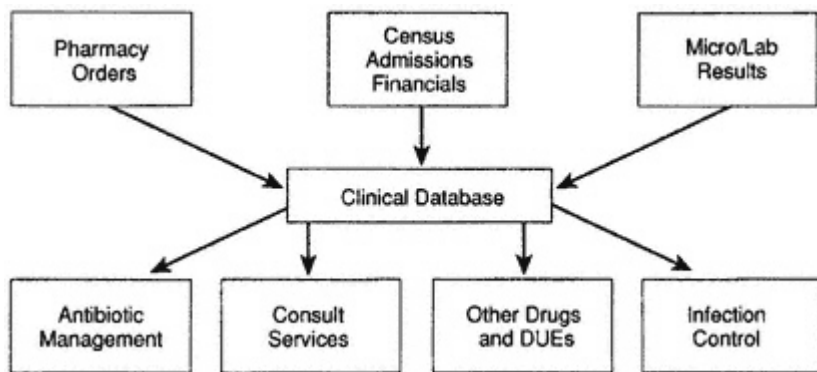 Pharmacy
Orders
Census
Admissions
Financials
Micro/Lab
Results
Clinical Database
Antibiotic
Management
Consult
Services
Other Drugs
and DUEs
Infection
Control